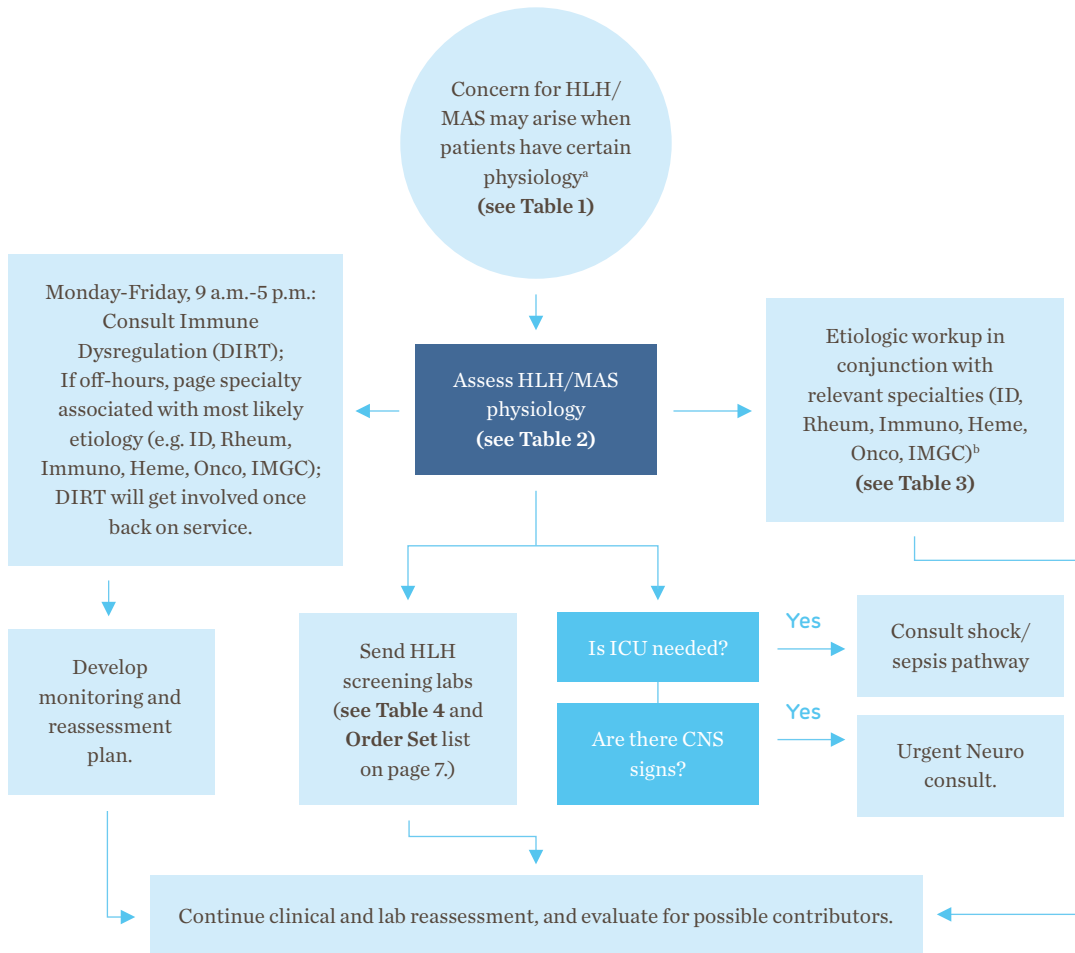 Concern for HLH/
MAS may arise when
patients have certain
physiologyᵃ
(see Table 1)
Monday-Friday, 9 a.m.-5 p.m.:
Consult Immune
Dysregulation (DIRT);
If off-hours, page specialty
associated with most likely
etiology (e.g. ID, Rheum,
Immuno, Heme, Onco, IMGC);
DIRT will get involved once
back on service.
Assess HLH/MAS
physiology
(see Table 2)
Etiologic workup in
conjunction with
relevant specialties (ID,
Rheum, Immuno, Heme,
Onco, IMGC)ᵇ
(see Table 3)
Develop
monitoring and
reassessment
plan.
Send HLH
screening labs
(see Table 4 and
Order Set list
on page 7.)
Is ICU needed?
Yes
Consult shock/
sepsis pathway
Are there CNS
signs?
Yes
Urgent Neuro
consult.
Continue clinical and lab reassessment, and evaluate for possible contributors.